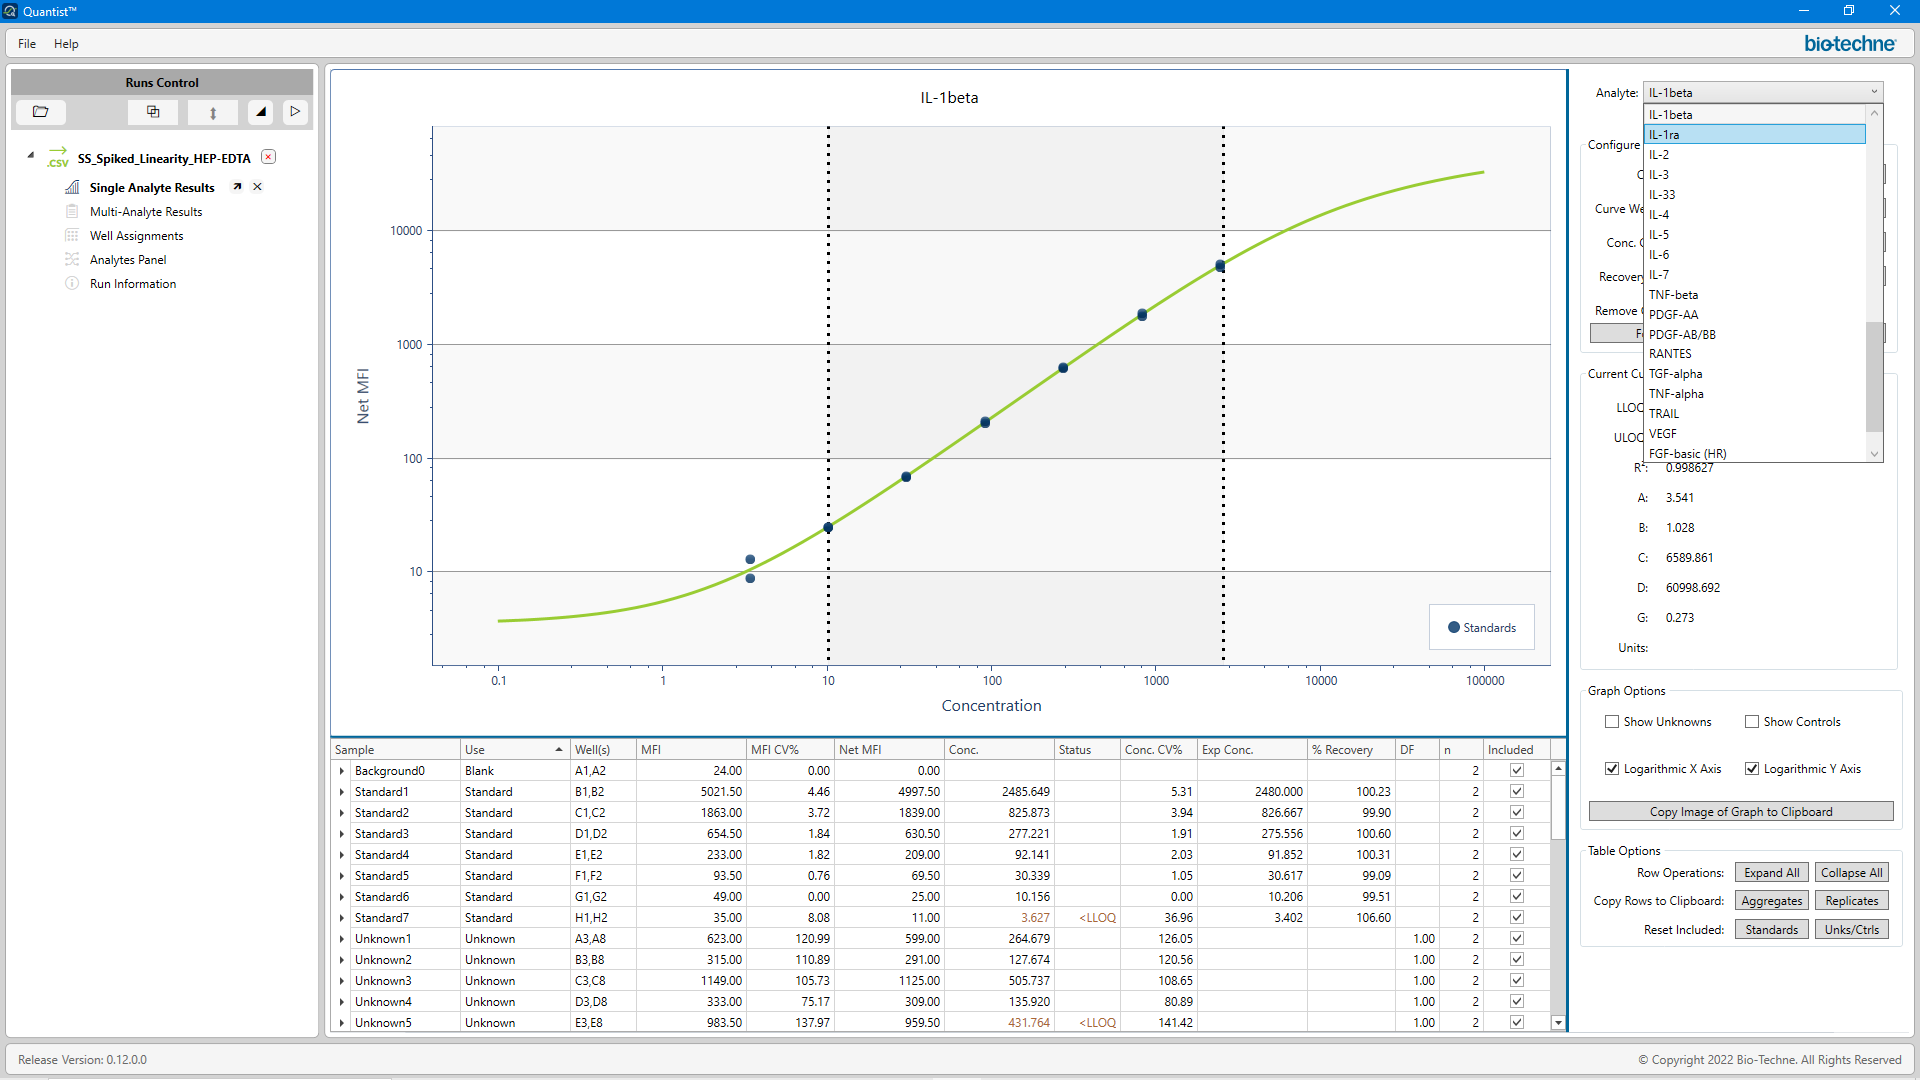 Quantist™
File Help
bio-techne
Runs Control
.CSV SS_Spiked_Linearity_HEP-EDTA
Single Analyte Results
Multi-Analyte Results
Well Assignments
Analytes Panel
Run Information
IL-1beta
Net MFI
10000
1000
100
10
0.1 1 10 100 1000 10000 100000
Concentration
Standards
Analyte: IL-1beta
IL-1beta
IL-1ra
IL-2
IL-3
IL-33
IL-4
IL-5
IL-6
IL-7
TNF-beta
PDGF-AA
PDGF-AB/BB
RANTES
TGF-alpha
TNF-alpha
TRAIL
VEGF
FGF-basic (HR)
Configure
C
Curve We
Conc. C
Recovery
Remove
Current Cu
LLOQ
ULOQ
R²: 0.998627
A: 3.541
B: 1.028
C: 6589.861
D: 60998.692
G: 0.273
Units:
Graph Options
Show Unknowns Show Controls
Logarithmic X Axis Logarithmic Y Axis
Copy Image of Graph to Clipboard
Table Options
Row Operations: Expand All Collapse All
Copy Rows to Clipboard: Aggregates Replicates
Reset Included: Standards Unks/Ctrls
Sample Use Well(s) MFI MFI CV% Net MFI Conc. Status Conc. CV% Exp Conc. % Recovery DF n Included
Background0 Blank A1,A2 24.00 0.00 0.00 2
Standard1 Standard B1,B2 5021.50 4.46 4997.50 2485.649 5.31 2480.000 100.23 2
Standard2 Standard C1,C2 1863.00 3.72 1839.00 825.873 3.94 826.667 99.90 2
Standard3 Standard D1,D2 654.50 1.84 630.50 277.221 1.91 275.556 100.60 2
Standard4 Standard E1,E2 233.00 1.82 209.00 92.141 2.03 91.852 100.31 2
Standard5 Standard F1,F2 93.50 0.76 69.50 30.339 1.05 30.617 99.09 2
Standard6 Standard G1,G2 49.00 0.00 25.00 10.156 0.00 10.206 99.51 2
Standard7 Standard H1,H2 35.00 8.08 11.00 3.627 <LLOQ 36.96 3.402 106.60 2
Unknown1 Unknown A3,A8 623.00 120.99 599.00 264.679 126.05 1.00 2
Unknown2 Unknown B3,B8 315.00 110.89 291.00 127.674 120.56 1.00 2
Unknown3 Unknown C3,C8 1149.00 105.73 1125.00 505.737 108.65 1.00 2
Unknown4 Unknown D3,D8 333.00 75.17 309.00 135.920 80.89 1.00 2
Unknown5 Unknown E3,E8 983.50 137.97 959.50 431.764 <LLOQ 141.42 1.00 2
Release Version: 0.12.0.0
© Copyright 2022 Bio-Techne. All Rights Reserved